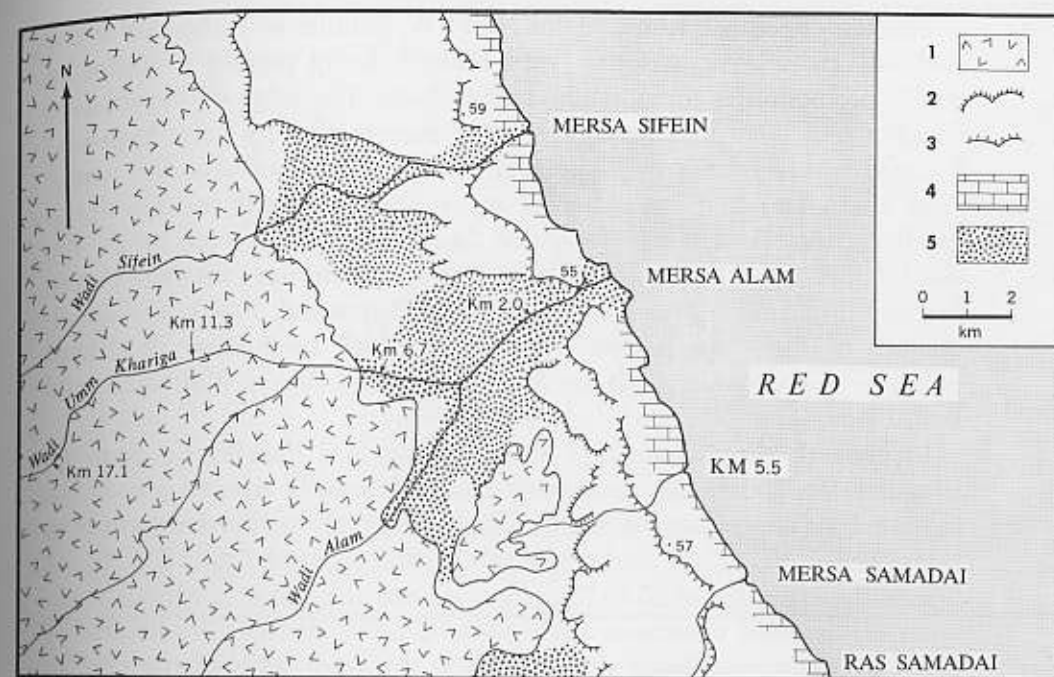 N
59
MERSA SIFEIN
Wadi Sifein
55
MERSA ALAM
Km 2.0
Km 11.3
Km 6.7
Wadi Umm Khariga
Km 17.1
RED SEA
KM 5.5
Wadi Alam
57
MERSA SAMADAI
RAS SAMADAI
1
2
3
4
5
0 1 2
km